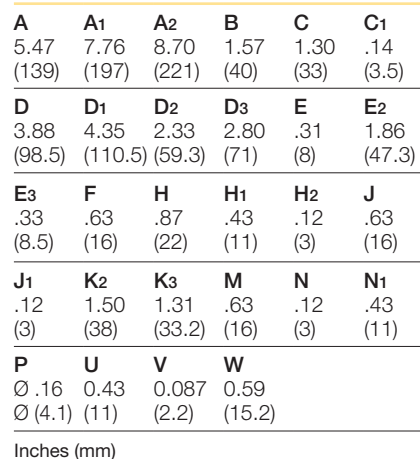 A A1 A2 B C C1
5.47 7.76 8.70 1.57 1.30 .14
(139) (197) (221) (40) (33) (3.5)
D D1 D2 D3 E E2
3.88 4.35 2.33 2.80 .31 1.86
(98.5) (110.5) (59.3) (71) (8) (47.3)
E3 F H H1 H2 J
.33 .63 .87 .43 .12 .63
(8.5) (16) (22) (11) (3) (16)
J1 K2 K3 M N N1
.12 1.50 1.31 .63 .12 .43
(3) (38) (33.2) (16) (3) (11)
P U V W
Ø .16 0.43 0.087 0.59
Ø (4.1) (11) (2.2) (15.2)
Inches (mm)